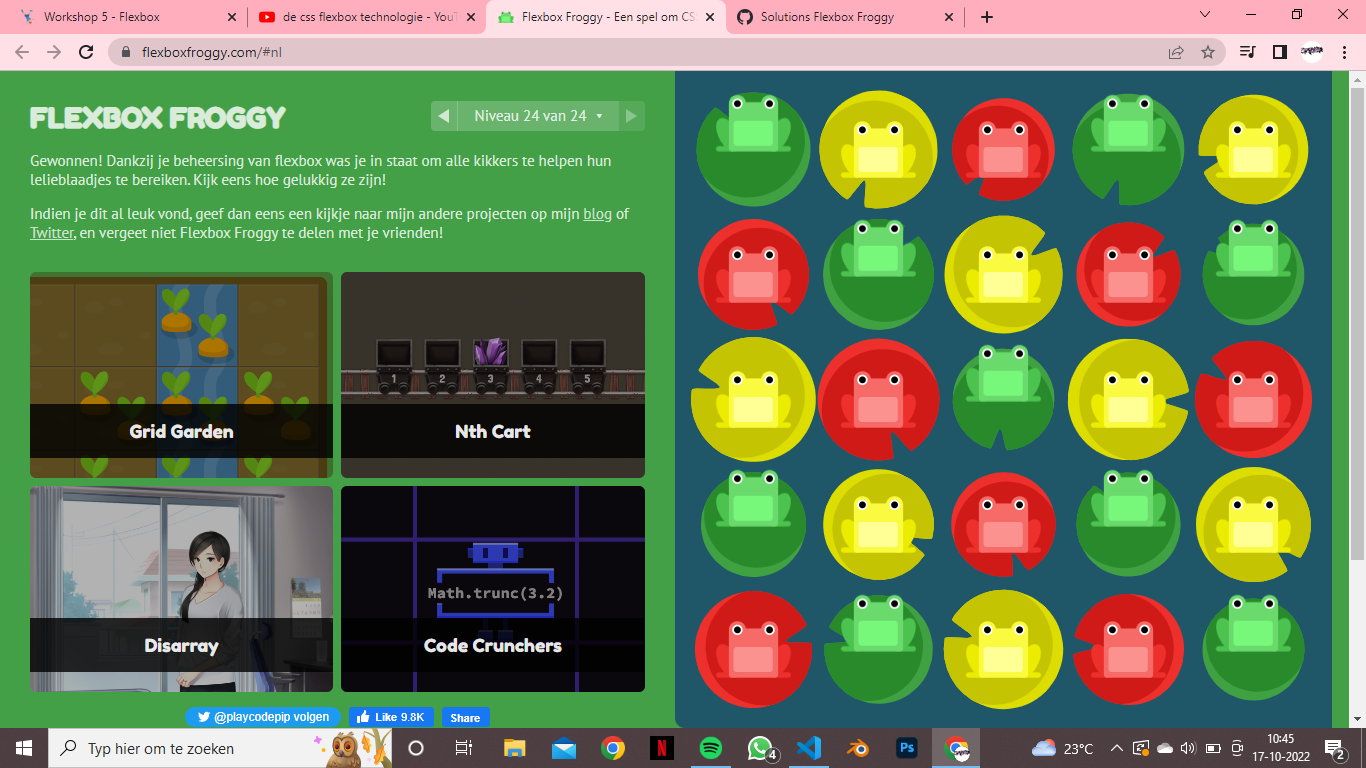 Workshop 5 - Flexbox
de css flexbox technologie - YouT
Flexbox Froggy - Een spel om CS
Solutions Flexbox Froggy
flexboxfroggy.com/#nl
FLEXBOX FROGGY
Niveau 24 van 24
Gewonnen! Dankzij je beheersing van flexbox was je in staat om alle kikkers te helpen hun
lelieblaadjes te bereiken. Kijk eens hoe gelukkig ze zijn!
Indien je dit al leuk vond, geef dan eens een kijkje naar mijn andere projecten op mijn blog of
Twitter, en vergeet niet Flexbox Froggy te delen met je vrienden!
Grid Garden
1 2 3 4 5
Nth Cart
Disarray
Math.trunc(3.2)
Code Crunchers
@playcodepip volgen
Like 9.8K
Share
Typ hier om te zoeken
N
4
Ps
23°C
10:45
17-10-2022
2